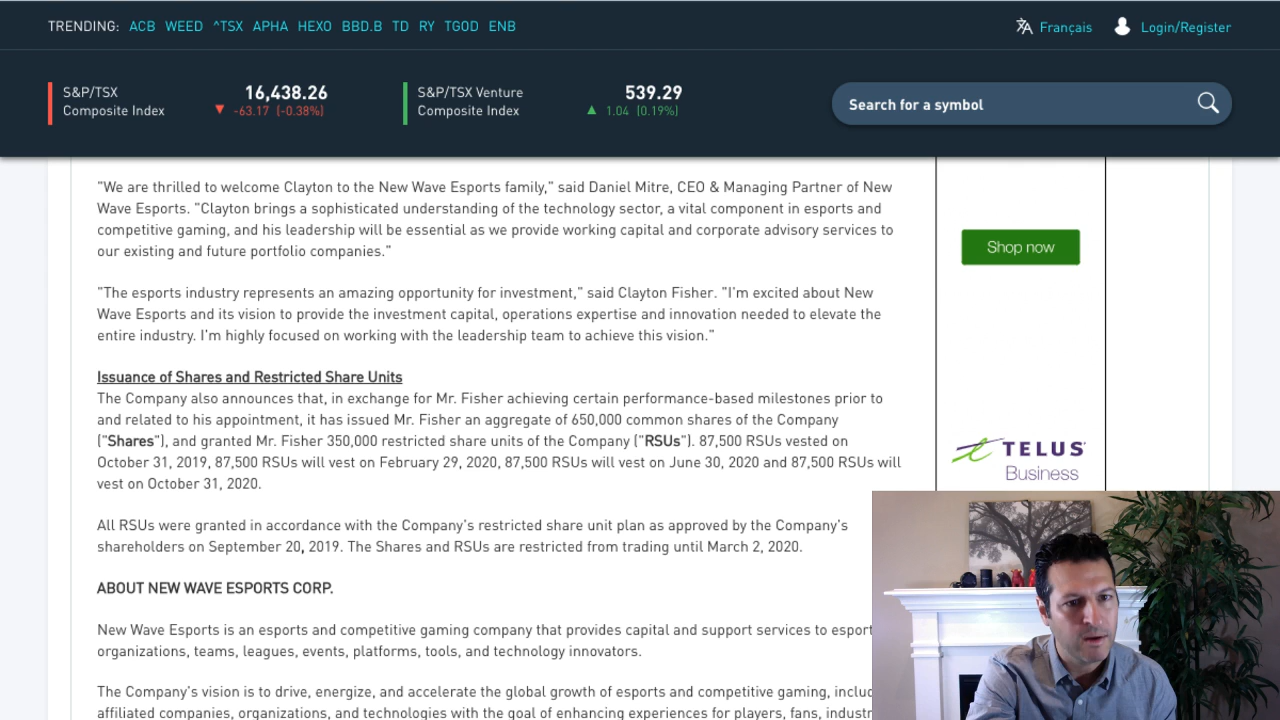 TRENDING: ACB WEED ^TSX APHA HEXO BBD.B TD RY TGOD ENB
Français Login/Register
S&P/TSX 16,438.26
Composite Index ▼ -63.17 (-0.38%)
S&P/TSX Venture 539.29
Composite Index ▲ 1.04 (0.19%)
Search for a symbol
"We are thrilled to welcome Clayton to the New Wave Esports family," said Daniel Mitre, CEO & Managing Partner of New
Wave Esports. "Clayton brings a sophisticated understanding of the technology sector, a vital component in esports and
competitive gaming, and his leadership will be essential as we provide working capital and corporate advisory services to
our existing and future portfolio companies."
"The esports industry represents an amazing opportunity for investment," said Clayton Fisher. "I'm excited about New
Wave Esports and its vision to provide the investment capital, operations expertise and innovation needed to elevate the
entire industry. I'm highly focused on working with the leadership team to achieve this vision."
Issuance of Shares and Restricted Share Units
The Company also announces that, in exchange for Mr. Fisher achieving certain performance-based milestones prior to
and related to his appointment, it has issued Mr. Fisher an aggregate of 650,000 common shares of the Company
("Shares"), and granted Mr. Fisher 350,000 restricted share units of the Company ("RSUs"). 87,500 RSUs vested on
October 31, 2019, 87,500 RSUs will vest on February 29, 2020, 87,500 RSUs will vest on June 30, 2020 and 87,500 RSUs will
vest on October 31, 2020.
All RSUs were granted in accordance with the Company's restricted share unit plan as approved by the Company's
shareholders on September 20, 2019. The Shares and RSUs are restricted from trading until March 2, 2020.
ABOUT NEW WAVE ESPORTS CORP.
New Wave Esports is an esports and competitive gaming company that provides capital and support services to esport
organizations, teams, leagues, events, platforms, tools, and technology innovators.
The Company's vision is to drive, energize, and accelerate the global growth of esports and competitive gaming, includ
affiliated companies, organizations, and technologies with the goal of enhancing experiences for players, fans, industr
Shop now
TELUS
Business